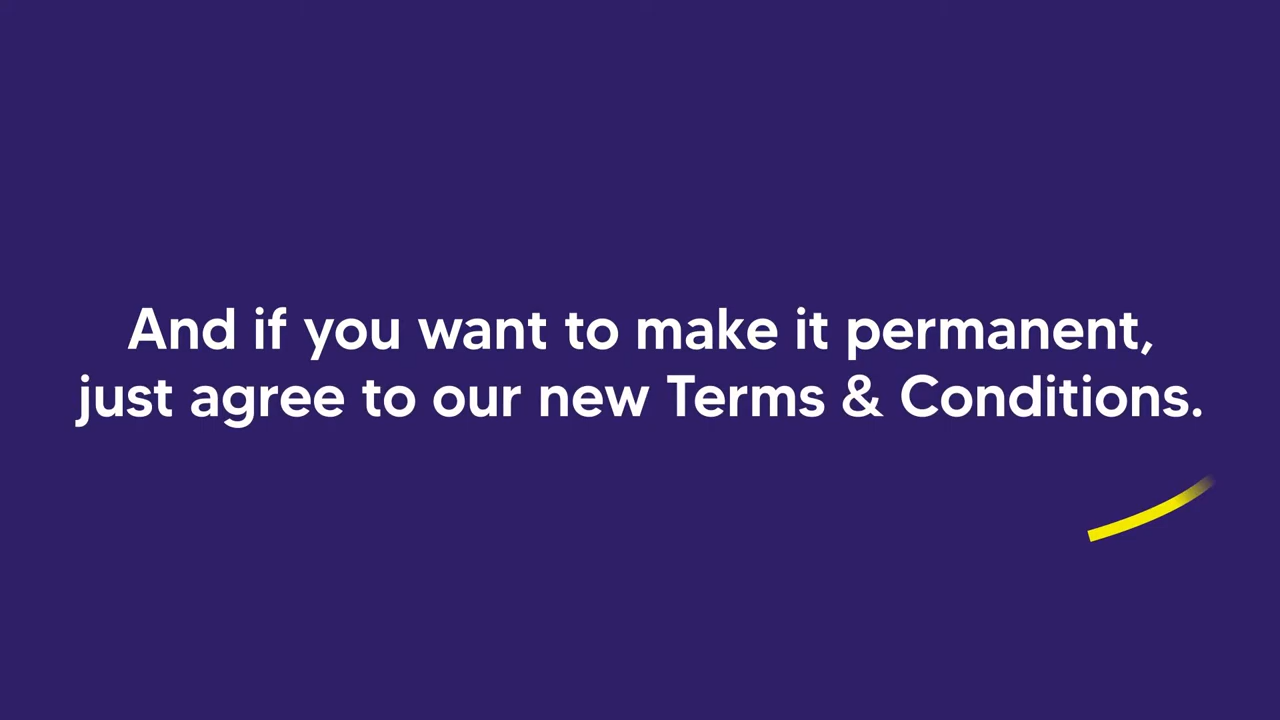 And if you want to make it permanent,
just agree to our new Terms & Conditions.